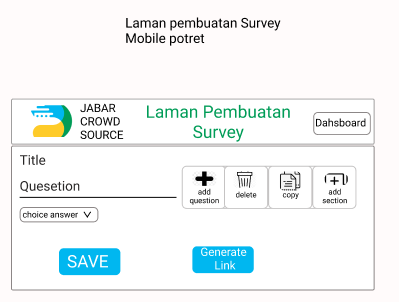 Laman pembuatan Survey
Mobile potret
JABAR
CROWD
SOURCE
Laman Pembuatan
Survey
Dahsboard
Title
Quesetion
add
question
delete
copy
add
section
choice answer
SAVE
Generate
Link